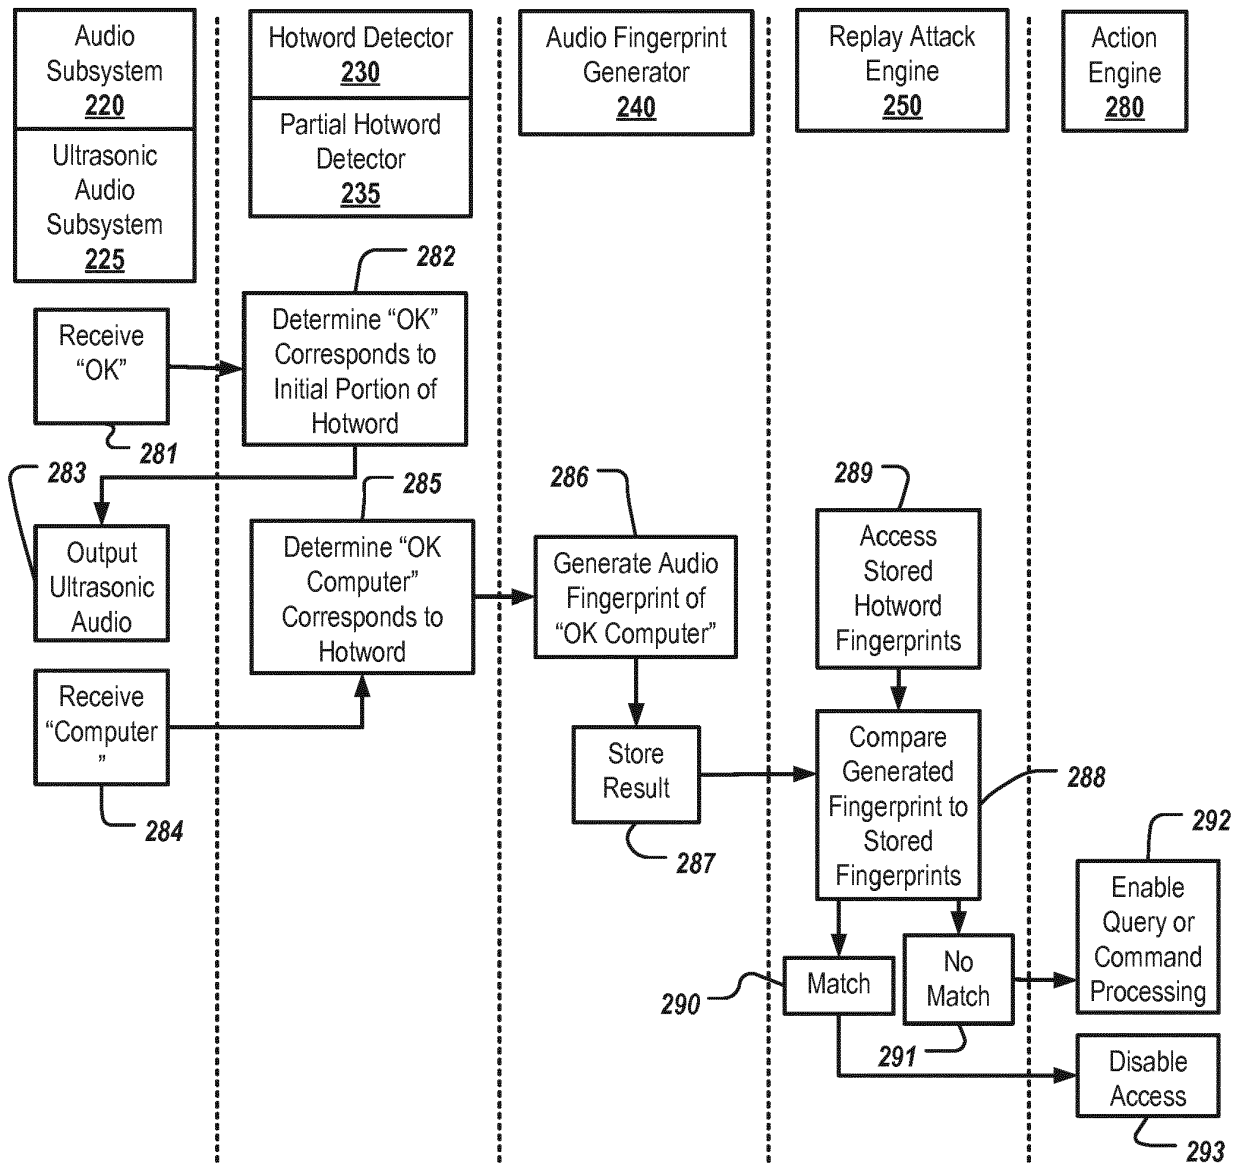 Audio
Subsystem
220
Ultrasonic
Audio
Subsystem
225
Hotword Detector
230
Partial Hotword
Detector
235
Audio Fingerprint
Generator
240
Replay Attack
Engine
250
Action
Engine
280
Receive
“OK”
281
282
Determine “OK”
Corresponds to
Initial Portion of
Hotword
283
Output
Ultrasonic
Audio
Receive
“Computer
”
284
285
Determine “OK
Computer”
Corresponds to
Hotword
286
Generate Audio
Fingerprint of
“OK Computer”
Store
Result
287
289
Access
Stored
Hotword
Fingerprints
Compare
Generated
Fingerprint to
Stored
Fingerprints
288
290
Match
No
Match
291
292
Enable
Query or
Command
Processing
Disable
Access
293